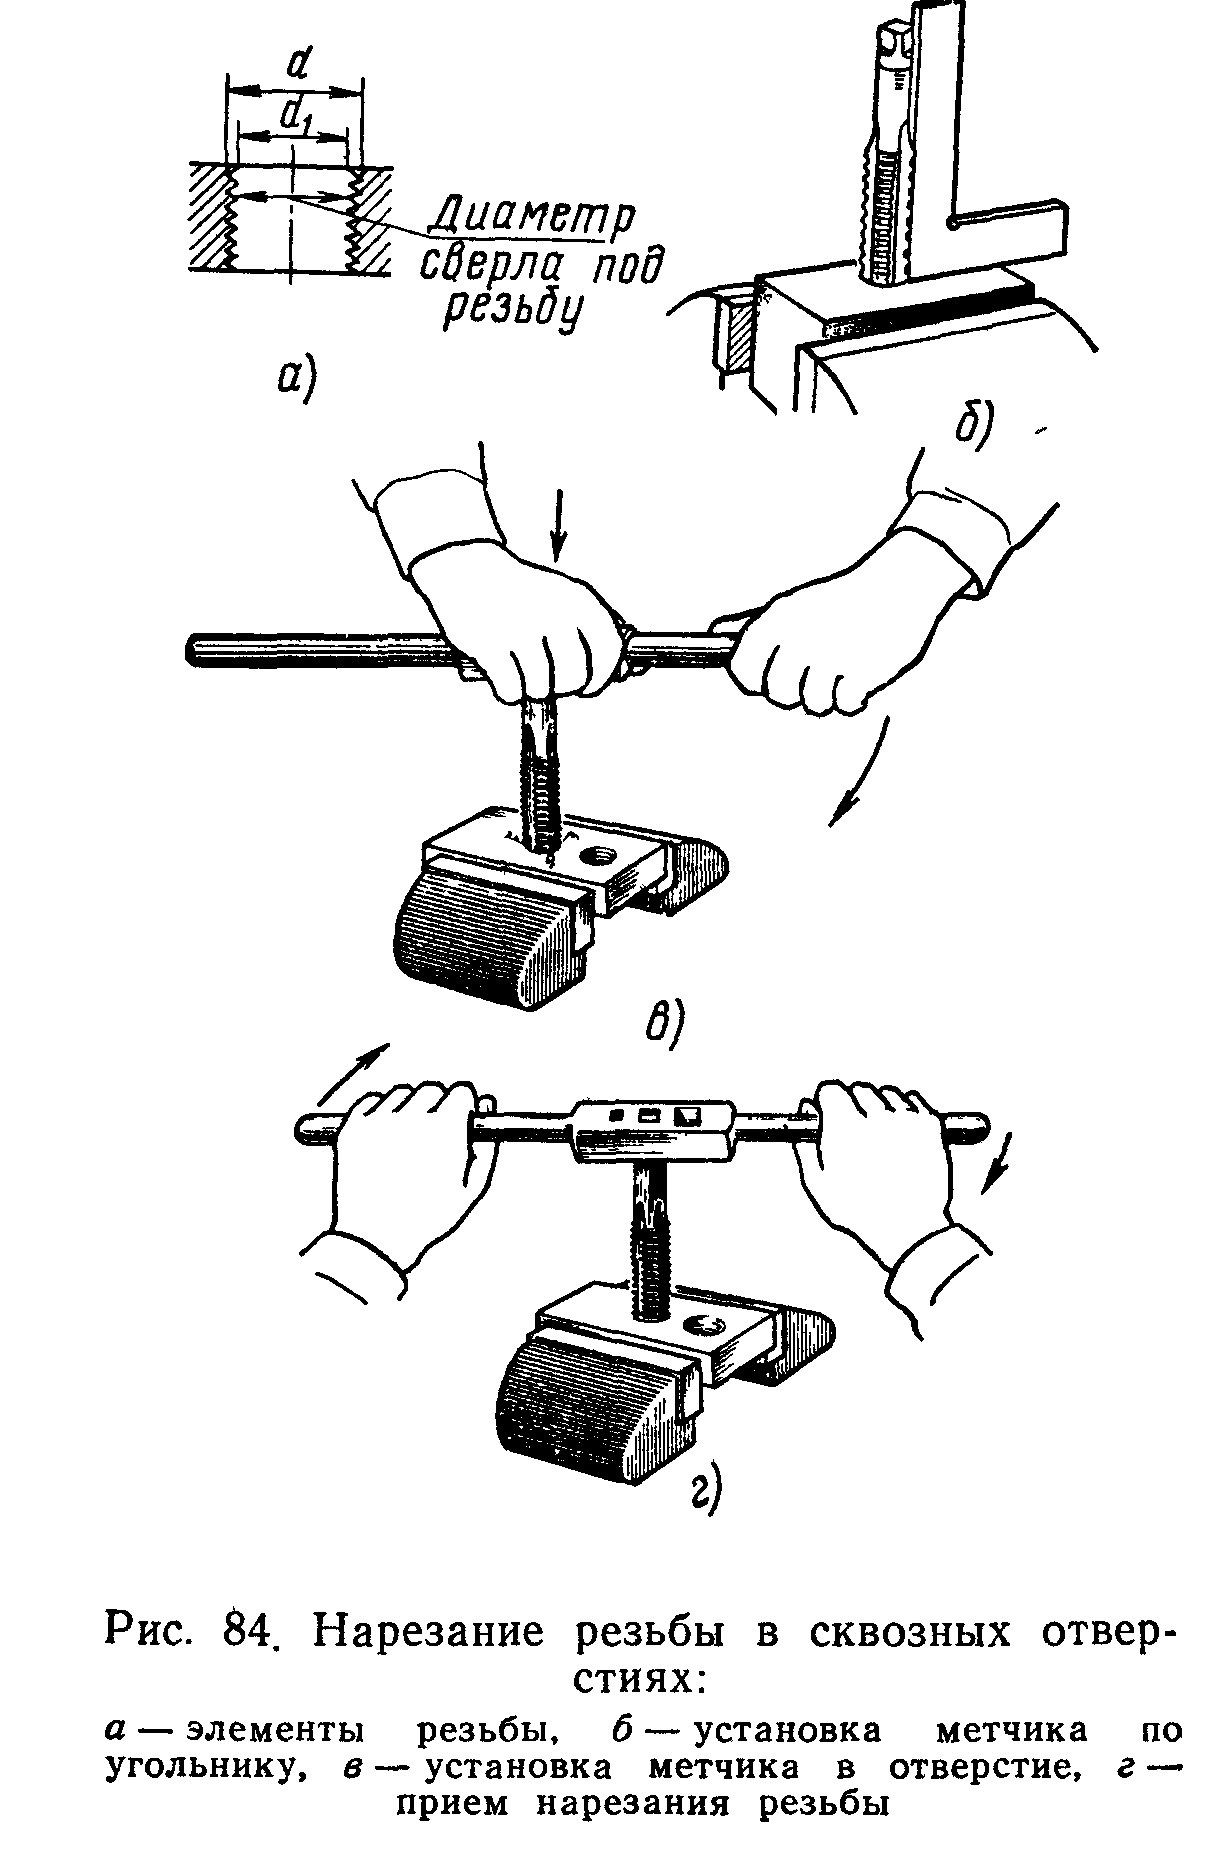 d
d₁
Диаметр
сверла под
резьбу
а)
б)
в)
г)
Рис. 84. Нарезание резьбы в сквозных отвер-
стиях:
а — элементы резьбы, б — установка метчика по
угольнику, в — установка метчика в отверстие, г —
прием нарезания резьбы